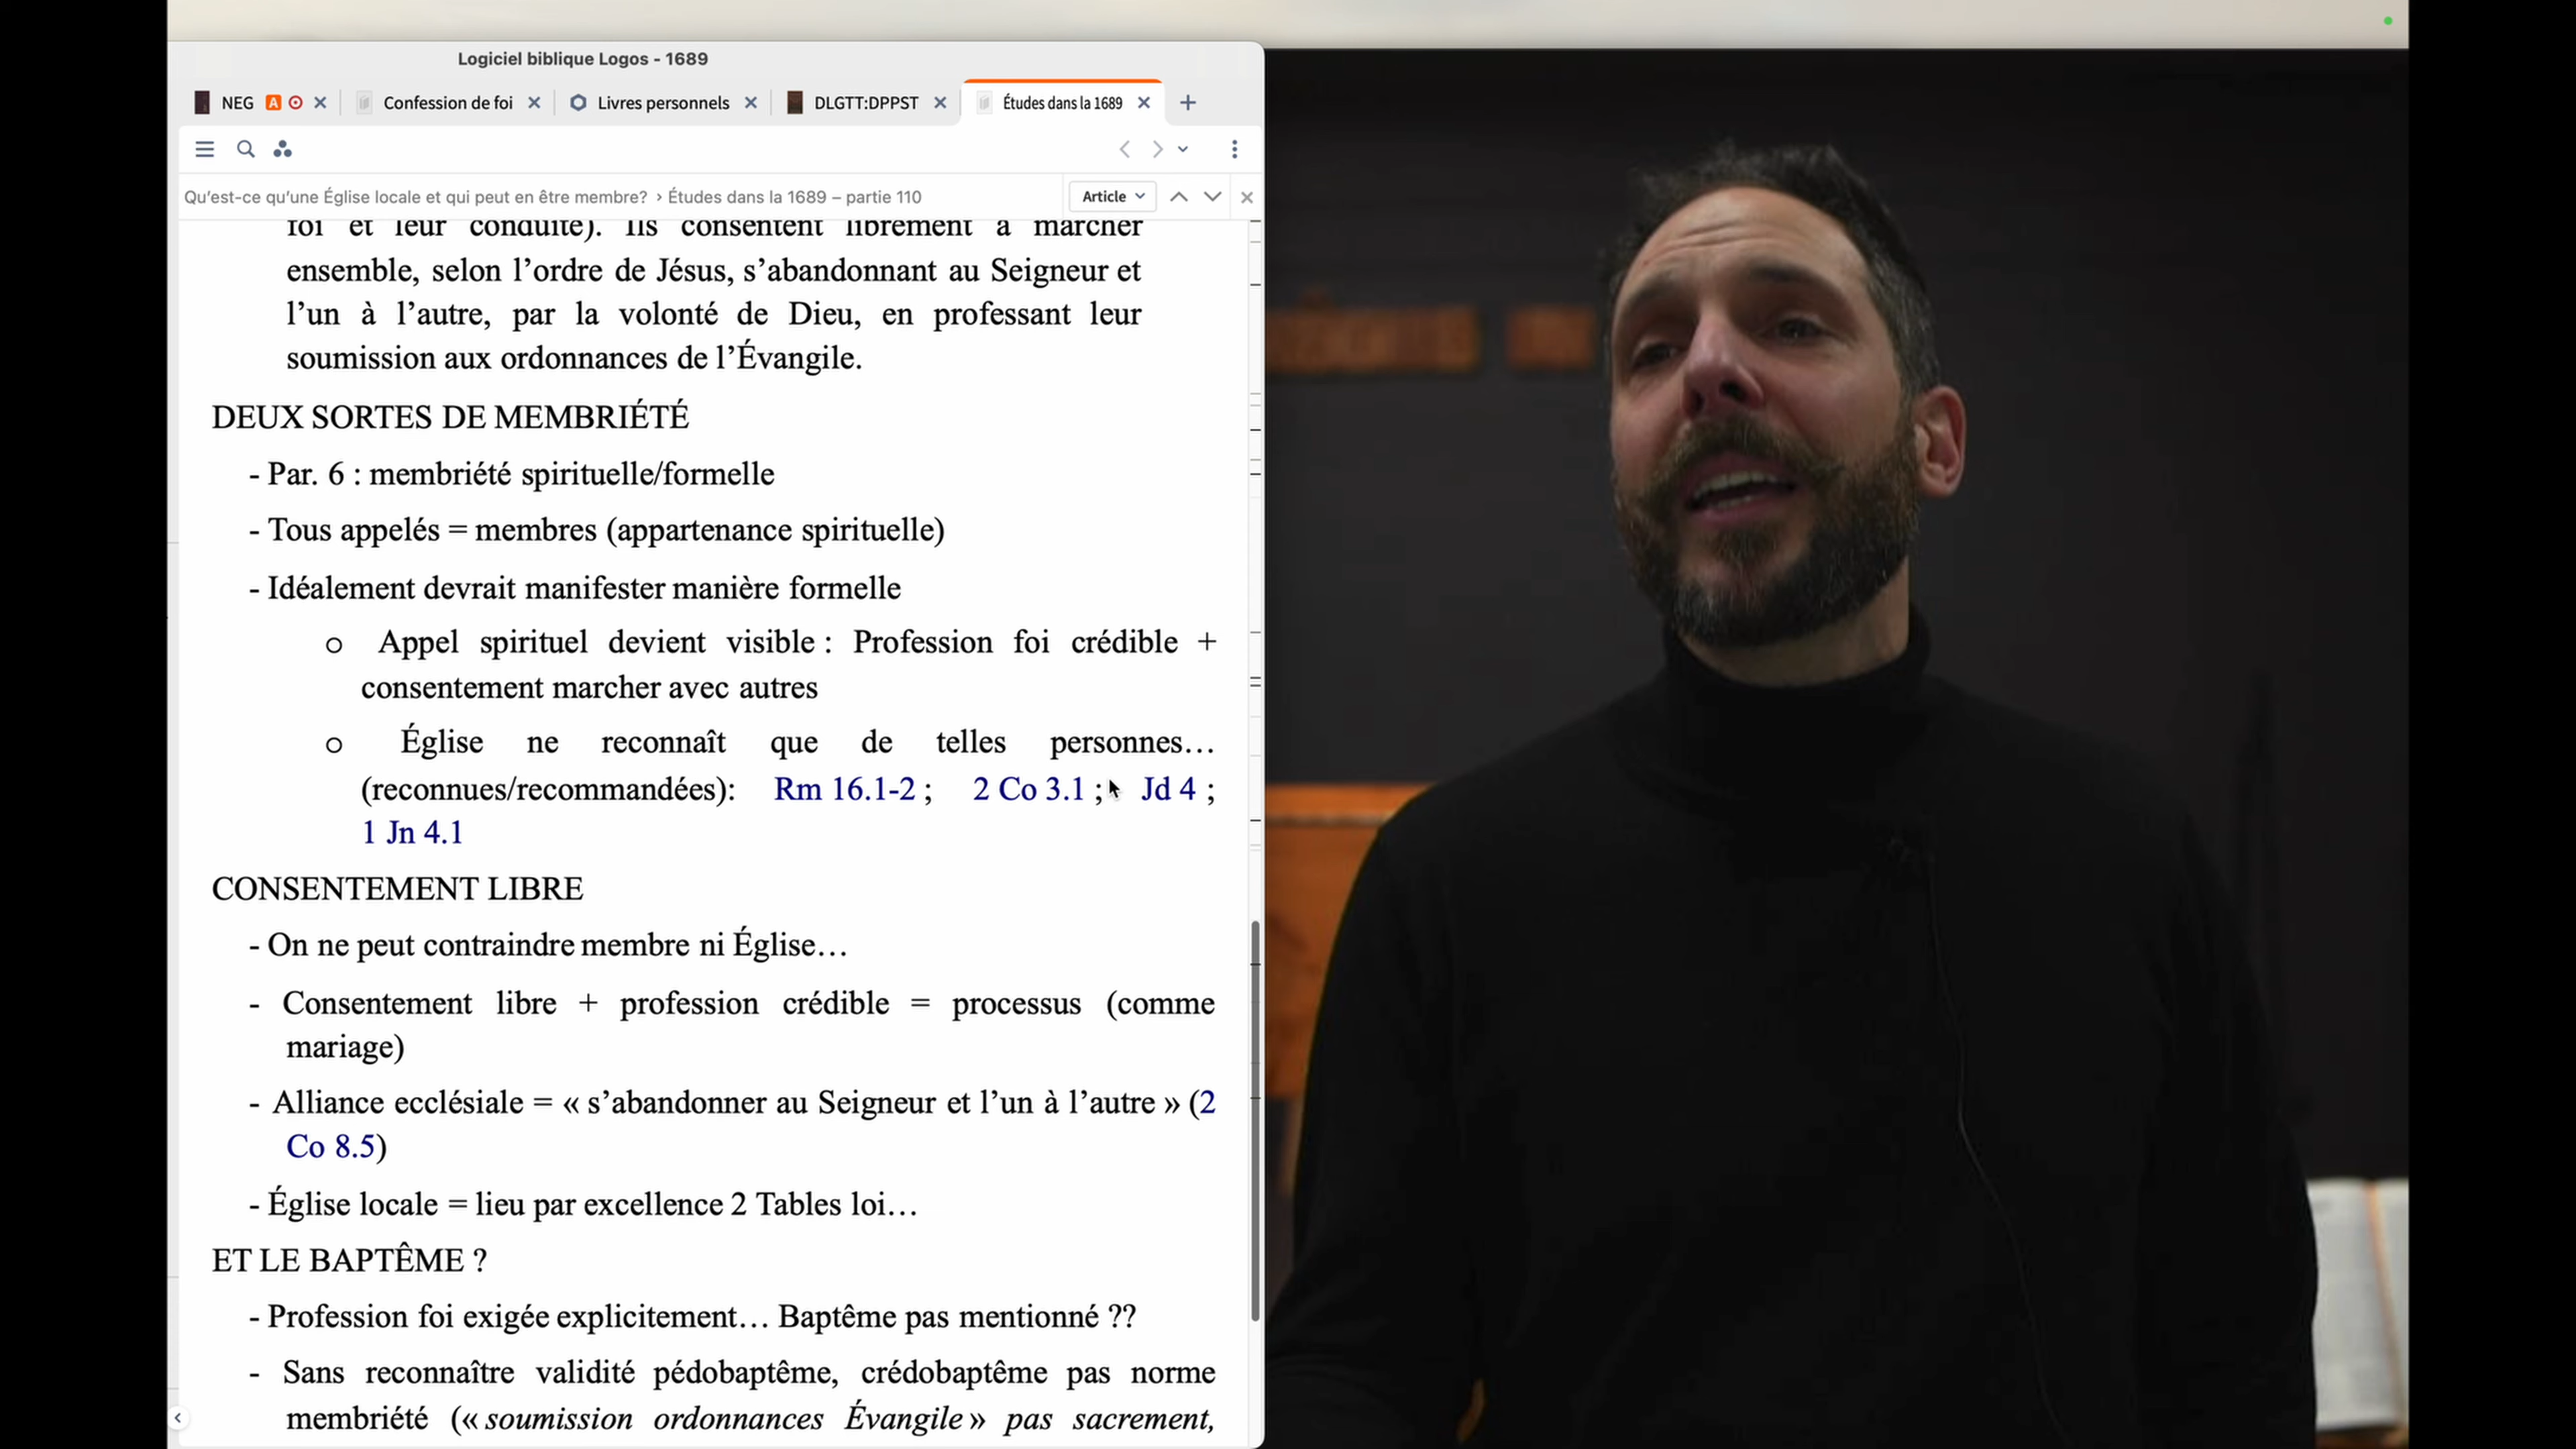 Logiciel biblique Logos - 1689
NEG A Confession de foi Livres personnels DLGTT:DPPST Études dans la 1689
Qu'est-ce qu'une Église locale et qui peut en être membre? › Études dans la 1689 – partie 110 Article
foi et leur conduite). Ils consentent librement à marcher
ensemble, selon l'ordre de Jésus, s'abandonnant au Seigneur et
l'un à l'autre, par la volonté de Dieu, en professant leur
soumission aux ordonnances de l'Évangile.
DEUX SORTES DE MEMBRIÉTÉ
- Par. 6 : membriété spirituelle/formelle
- Tous appelés = membres (appartenance spirituelle)
- Idéalement devrait manifester manière formelle
o Appel spirituel devient visible : Profession foi crédible +
consentement marcher avec autres
o Église ne reconnaît que de telles personnes…
(reconnues/recommandées): Rm 16.1-2 ; 2 Co 3.1 ; Jd 4 ;
1 Jn 4.1
CONSENTEMENT LIBRE
- On ne peut contraindre membre ni Église…
- Consentement libre + profession crédible = processus (comme
mariage)
- Alliance ecclésiale = « s'abandonner au Seigneur et l'un à l'autre » (2
Co 8.5)
- Église locale = lieu par excellence 2 Tables loi…
ET LE BAPTÊME ?
- Profession foi exigée explicitement… Baptême pas mentionné ??
- Sans reconnaître validité pédobaptême, crédobaptême pas norme
membriété (« soumission ordonnances Évangile » pas sacrement,